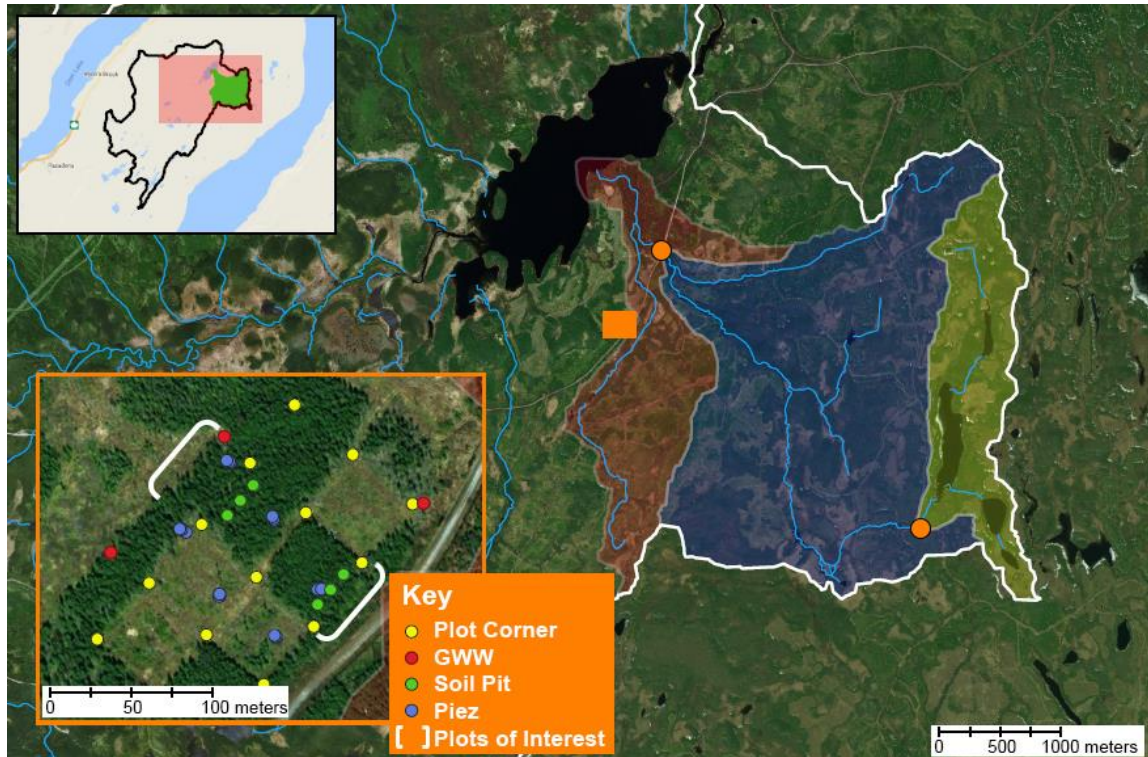 0 50 100 meters
Key
Plot Corner
GWW
Soil Pit
Piez
[ ] Plots of Interest
0 500 1000 meters